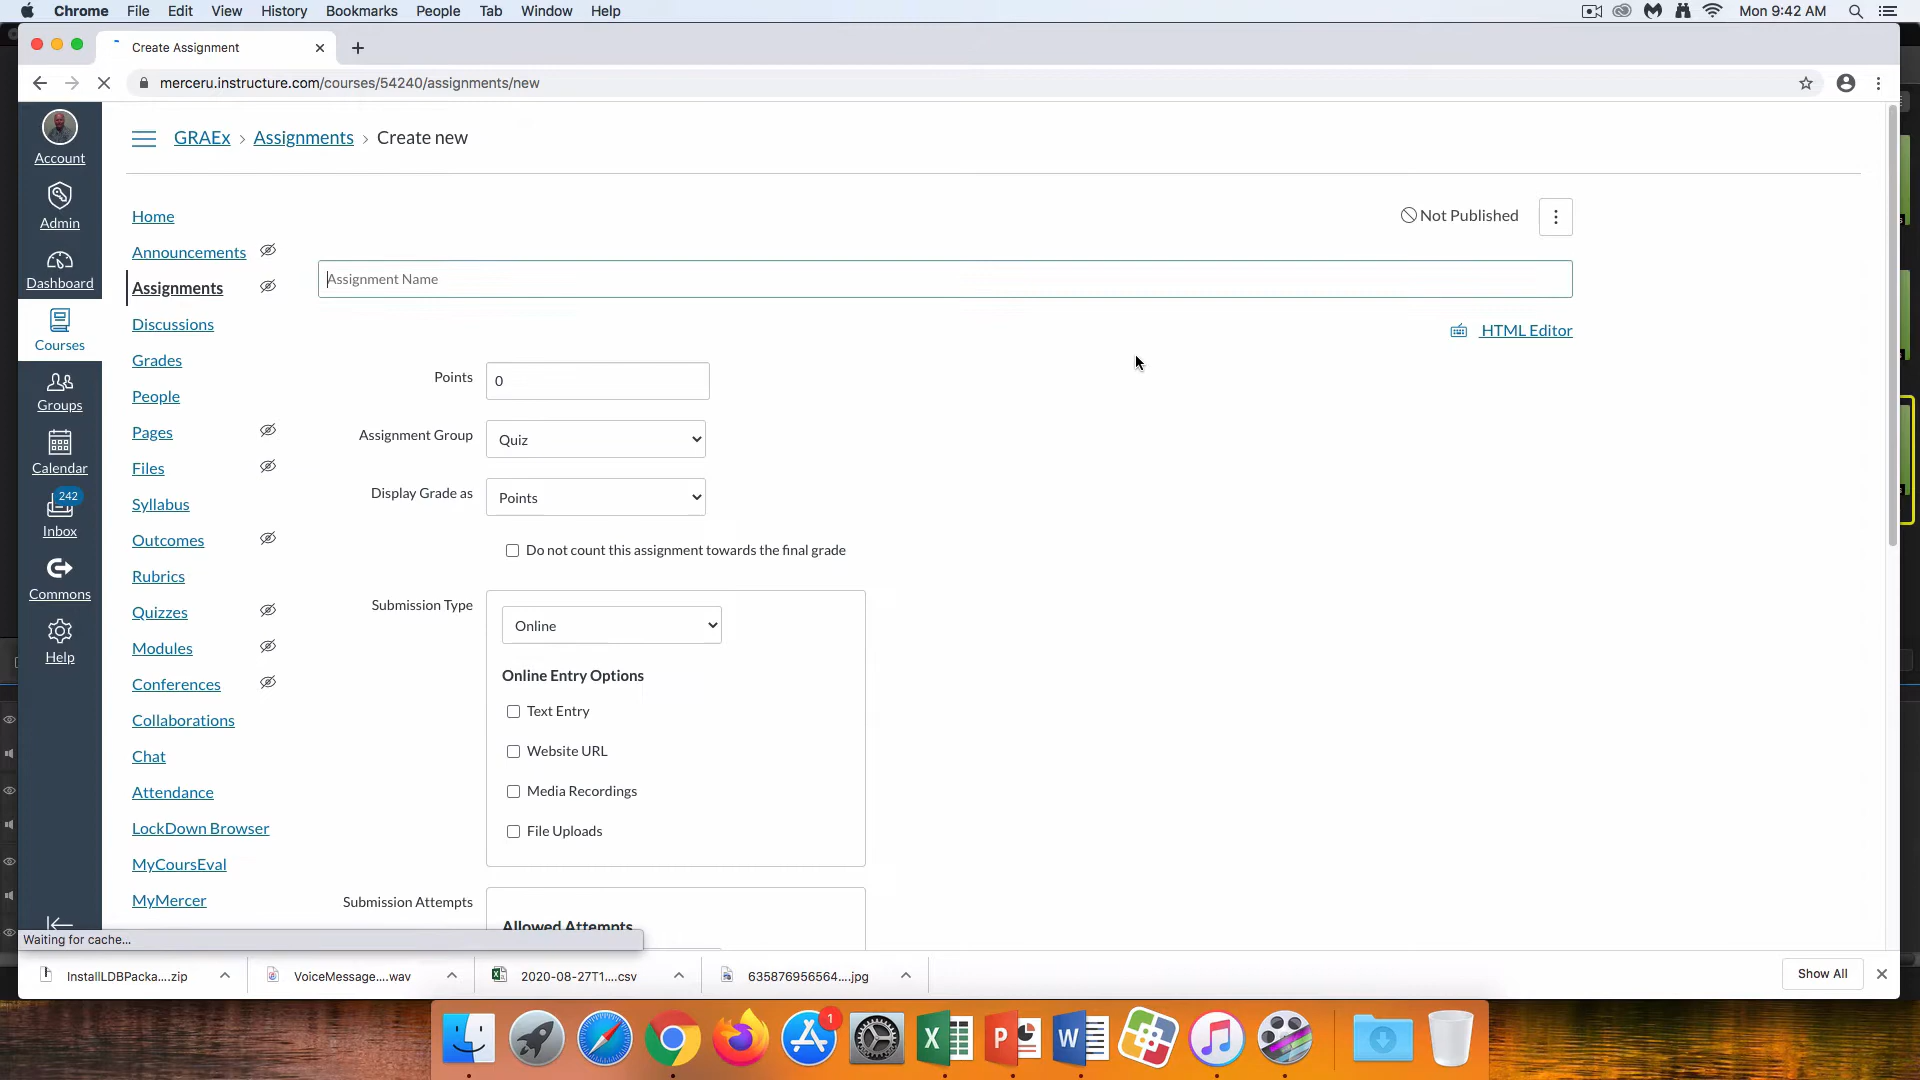 Chrome File Edit View History Bookmarks People Tab Window Help Mon 9:42 AM
Create Assignment
merceru.instructure.com/courses/54240/assignments/new
Account
Admin
Dashboard
Courses
Groups
Calendar
242
Inbox
Commons
Help
GRAEx › Assignments › Create new
Home
Announcements
Assignments
Discussions
Grades
People
Pages
Files
Syllabus
Outcomes
Rubrics
Quizzes
Modules
Conferences
Collaborations
Chat
Attendance
LockDown Browser
MyCoursEval
MyMercer
Not Published
Assignment Name
HTML Editor
Points 0
Assignment Group Quiz
Display Grade as Points
Do not count this assignment towards the final grade
Submission Type Online
Online Entry Options
Text Entry
Website URL
Media Recordings
File Uploads
Submission Attempts
Allowed Attempts
Waiting for cache...
InstallLDBPacka....zip VoiceMessage....wav 2020-08-27T1....csv 635876956564....jpg Show All
1
X P W